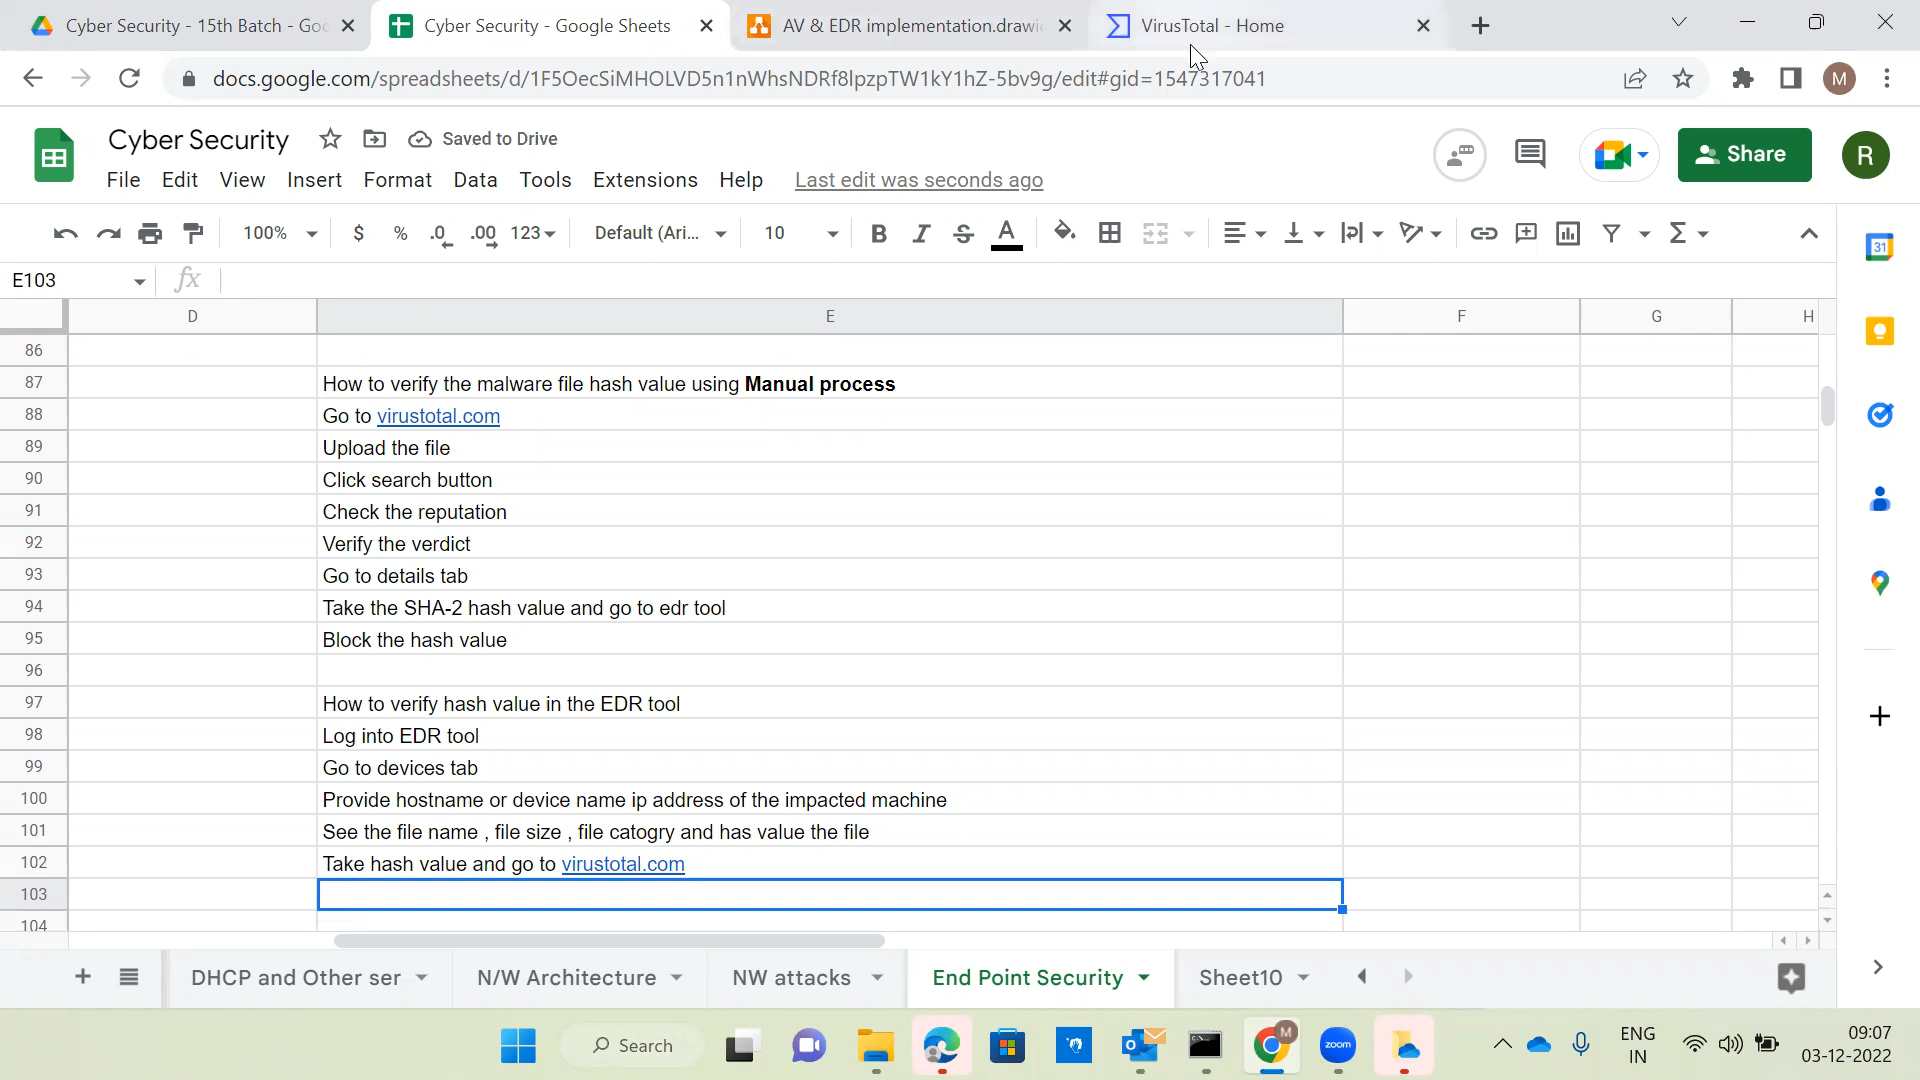 Cyber Security - 15th Batch - Goo
Cyber Security - Google Sheets
AV & EDR implementation.drawi
VirusTotal - Home
docs.google.com/spreadsheets/d/1F5OecSiMHOLVD5n1nWhsNDRf8lpzpTW1kY1hZ-5bv9g/edit#gid=1547317041
M
Cyber Security
Saved to Drive
Share
R
File Edit View Insert Format Data Tools Extensions Help Last edit was seconds ago
100% $ % .0 .00 123 Default (Ari... 10 B I S A
31
E103 fx
D E F G H
86
87 How to verify the malware file hash value using Manual process
88 Go to virustotal.com
89 Upload the file
90 Click search button
91 Check the reputation
92 Verify the verdict
93 Go to details tab
94 Take the SHA-2 hash value and go to edr tool
95 Block the hash value
96
97 How to verify hash value in the EDR tool
98 Log into EDR tool
99 Go to devices tab
100 Provide hostname or device name ip address of the impacted machine
101 See the file name , file size , file catogry and has value the file
102 Take hash value and go to virustotal.com
103
104
DHCP and Other ser
N/W Architecture
NW attacks
End Point Security
Sheet10
Search
zoom
ENG
IN
09:07
03-12-2022